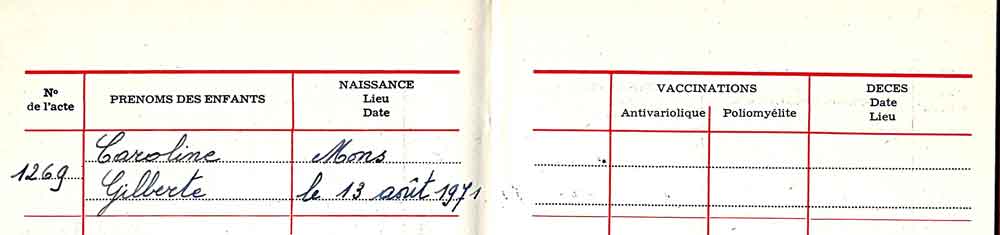 No
de l'acte
PRENOMS DES ENFANTS
NAISSANCE
Lieu
Date
VACCINATIONS
Antivariolique
Poliomyélite
DECES
Date
Lieu
Caroline Mons
1269
Gilberte le 13 août 1971